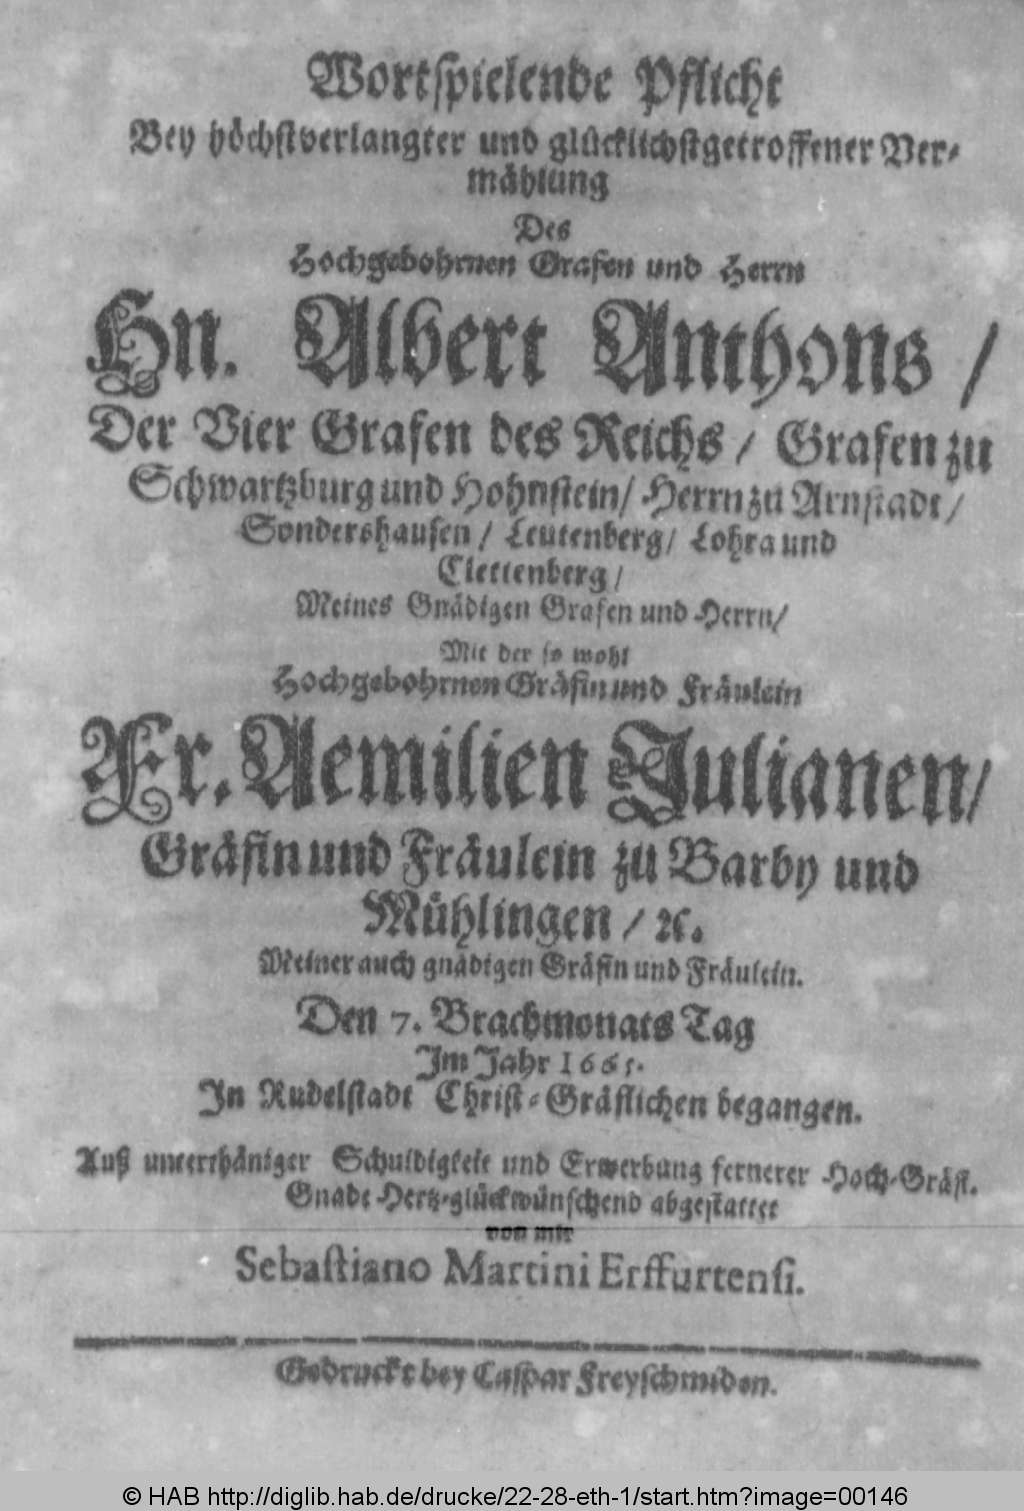 Wortspielende Pflicht
Bey höchstverlangter und glücklichstgetroffener Ver-
mählung
Des
Hochgebohrnen Grafen und Herrn
Hn. Albert Anthons /
Der Vier Grafen des Reichs / Grafen zu
Schwartzburg und Hohnstein / Herrn zu Arnstadt /
Sondershausen / Leutenberg / Lohra und
Clettenberg /
Meines Gnädigen Grafen und Herrn /
Mit der so wohl
Hochgebohrnen Gräfin und Fräulein
Fr. Aemilien Julianen /
Gräfin und Fräulein zu Barby und
Mühlingen / ꝛc.
Meiner auch gnädigen Gräfin und Fräulein.
Den 7. Brachmonats Tag
Im Jahr 1665.
In Rudelstadt Christ-Gräflichen begangen.
Auß unterthäniger Schuldigkeit und Erwerbung fernerer Hoch-Gräfl.
Gnade Hertz-glückwünschend abgestattet
von mir
Sebastiano Martini Erffurtensi.
Gedruckt bey Caspar Freyschmiden.
© HAB http://diglib.hab.de/drucke/22-28-eth-1/start.htm?image=00146